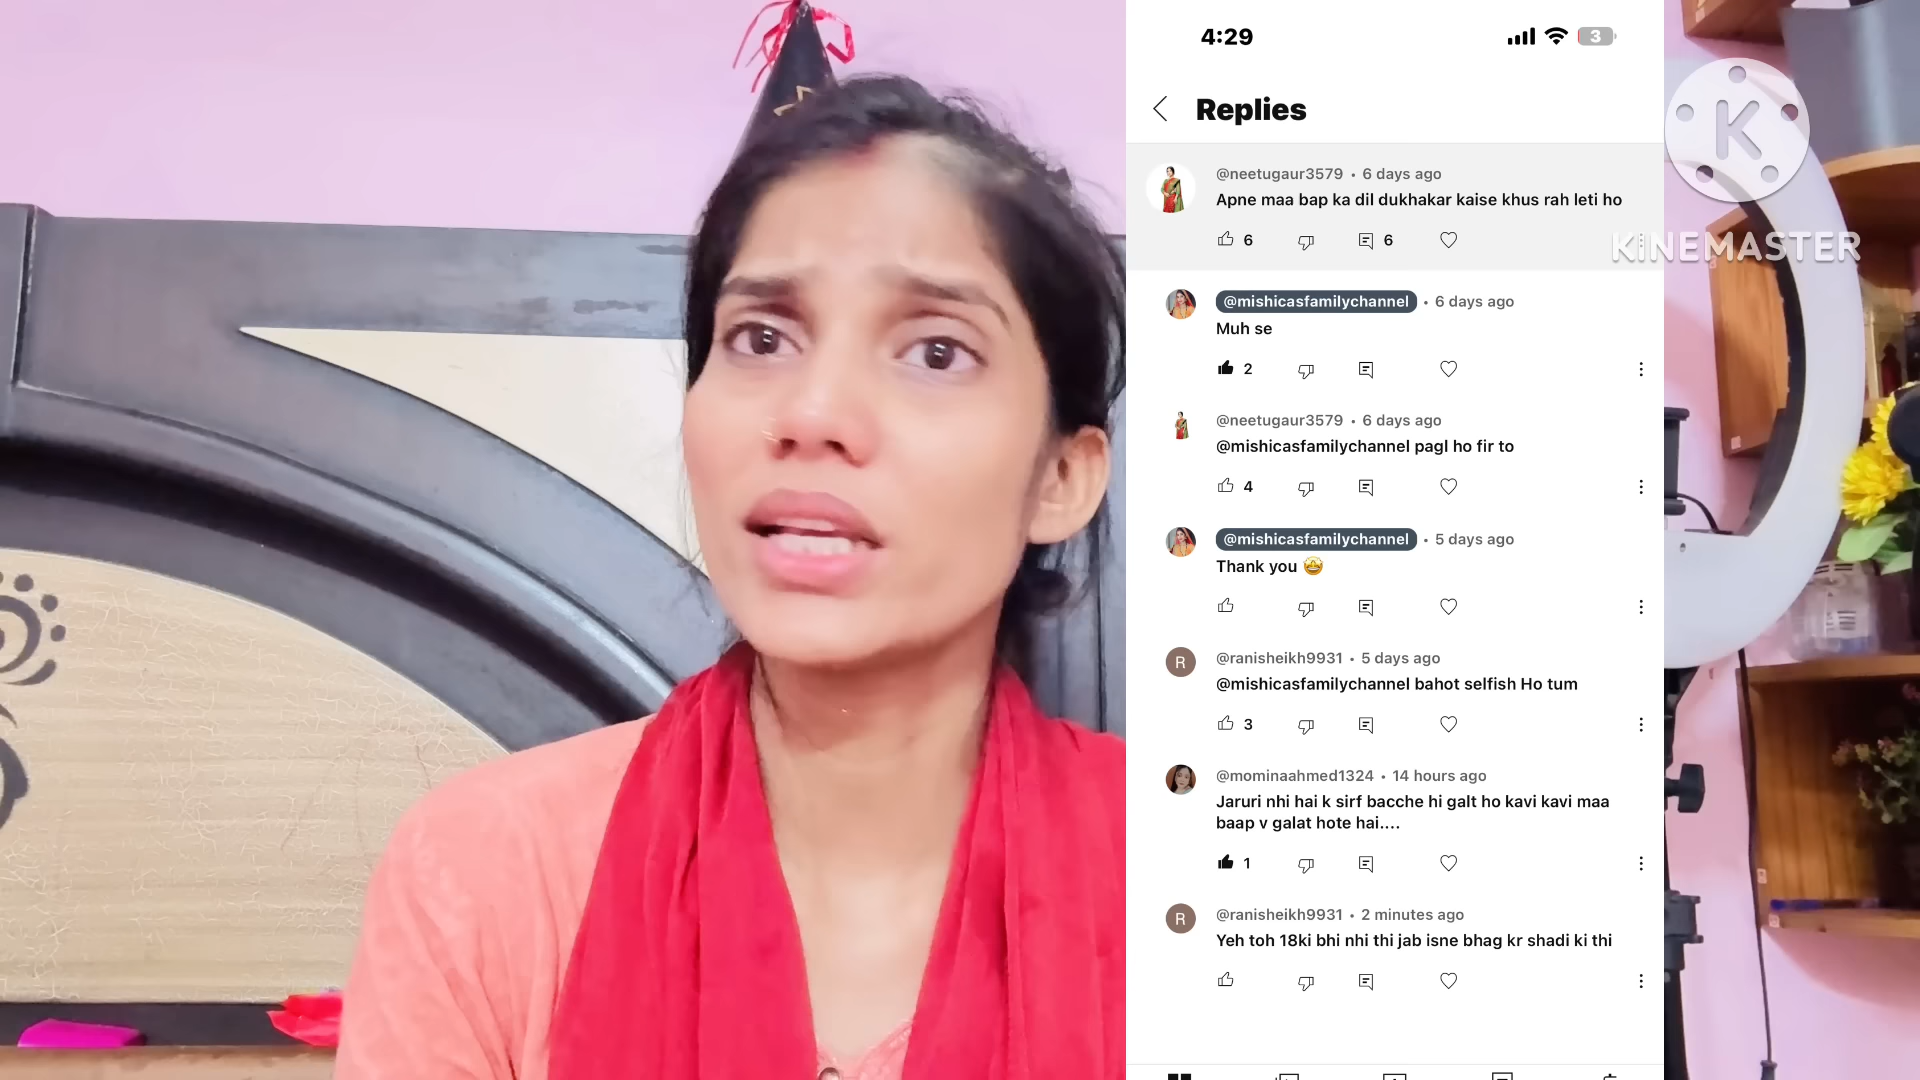 4:29
3
Replies
@neetugaur3579 • 6 days ago
Apne maa bap ka dil dukhakar kaise khus rah leti ho
6 6
@mishicasfamilychannel • 6 days ago
Muh se
2
@neetugaur3579 • 6 days ago
@mishicasfamilychannel pagl ho fir to
4
@mishicasfamilychannel • 5 days ago
Thank you 🤩
R
@ranisheikh9931 • 5 days ago
@mishicasfamilychannel bahot selfish Ho tum
3
@mominaahmed1324 • 14 hours ago
Jaruri nhi hai k sirf bacche hi galt ho kavi kavi maa
baap v galat hote hai....
1
R
@ranisheikh9931 • 2 minutes ago
Yeh toh 18ki bhi nhi thi jab isne bhag kr shadi ki thi
K
KINEMASTER